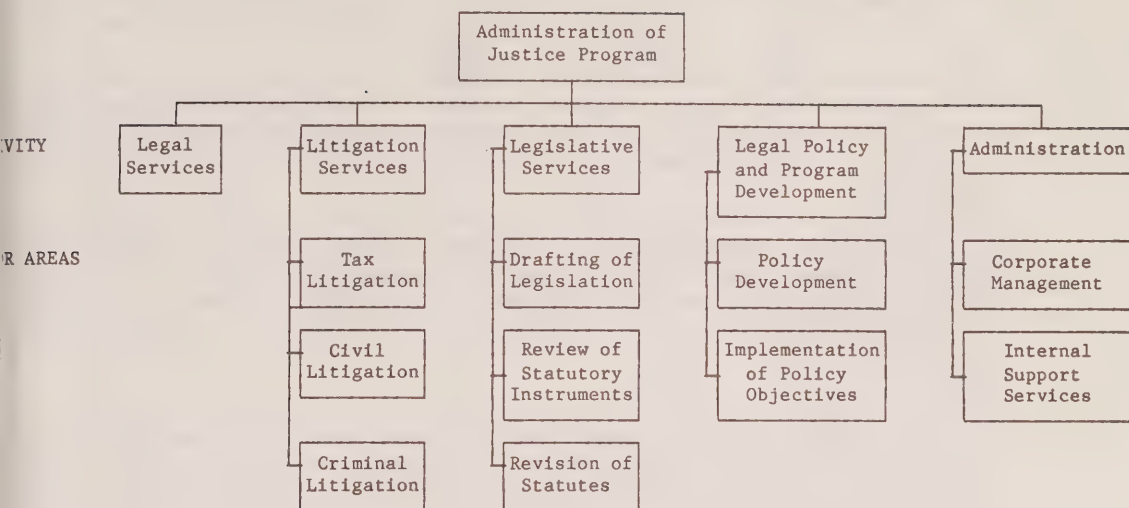 Administration of
Justice Program
VITY
Legal
Services
Litigation
Services
Legislative
Services
Legal Policy
and Program
Development
Administration
R AREAS
Tax
Litigation
Drafting of
Legislation
Policy
Development
Corporate
Management
Civil
Litigation
Review of
Statutory
Instruments
Implementation
of Policy
Objectives
Internal
Support
Services
Criminal
Litigation
Revision of
Statutes